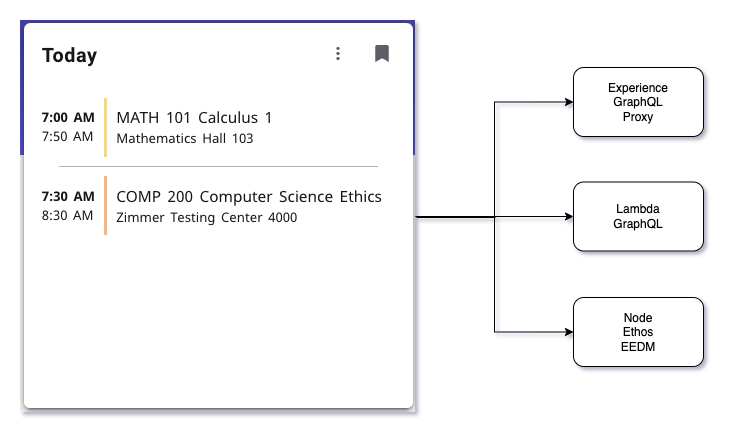 Today
7:00 AM
7:50 AM
MATH 101 Calculus 1
Mathematics Hall 103
7:30 AM
8:30 AM
COMP 200 Computer Science Ethics
Zimmer Testing Center 4000
Experience
GraphQL
Proxy
Lambda
GraphQL
Node
Ethos
EEDM